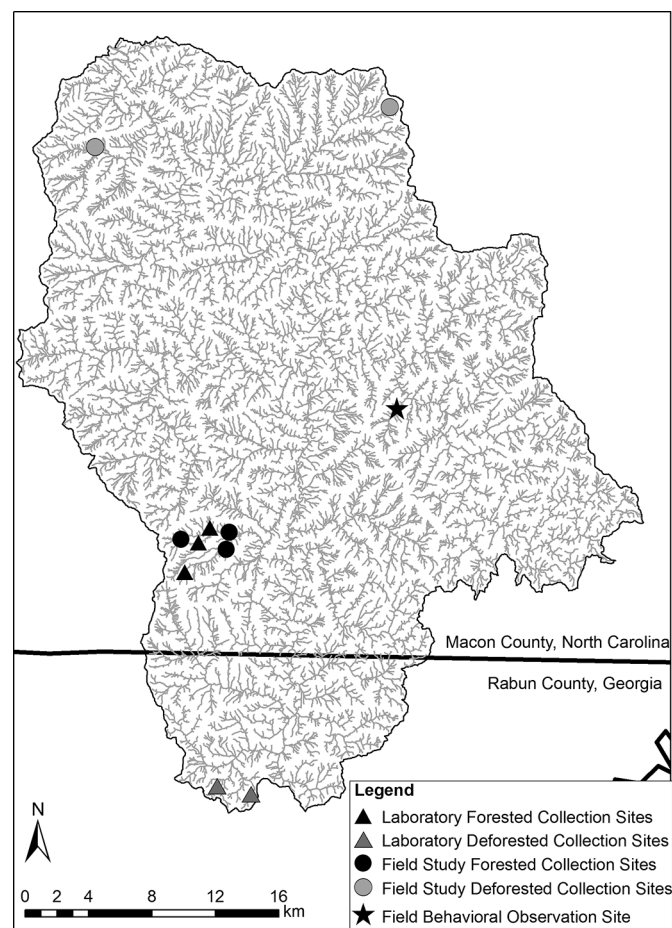 Macon County, North Carolina
Rabun County, Georgia
Legend
Laboratory Forested Collection Sites
Laboratory Deforested Collection Sites
Field Study Forested Collection Sites
Field Study Deforested Collection Sites
Field Behavioral Observation Site
N
0 2 4 8 12 16
km